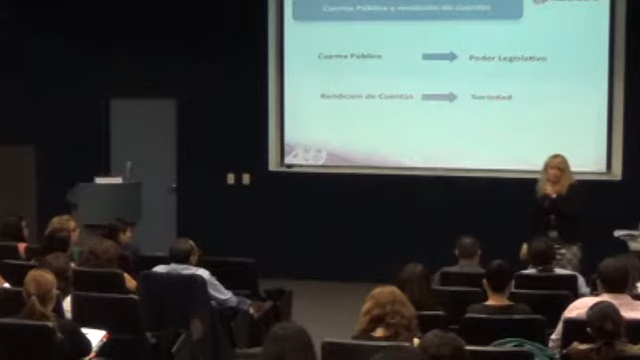 Cuenta Pública y rendición de cuentas
Cuenta Pública Poder Legislativo
Rendición de Cuentas Sociedad